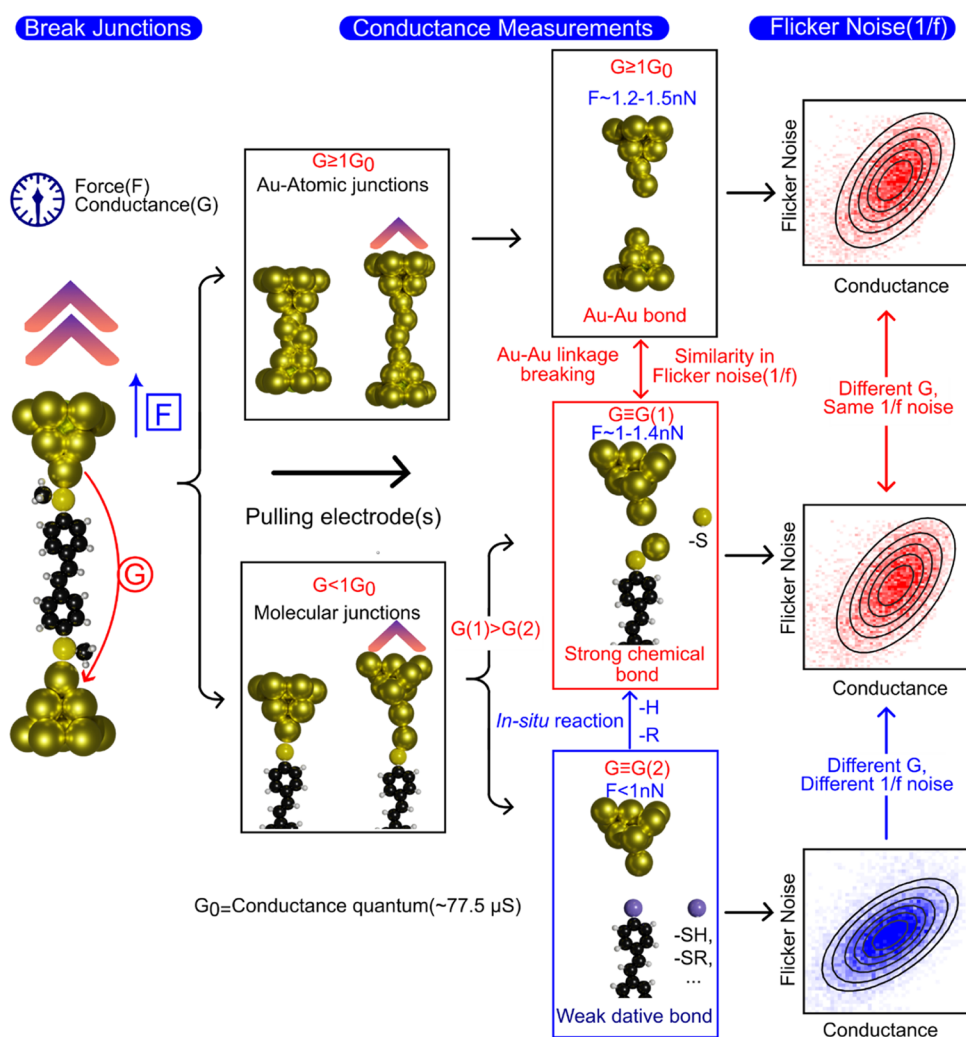 Break Junctions
Conductance Measurements
Flicker Noise(1/f)
Force(F)
Conductance(G)
F
G
G≥1G₀
Au-Atomic junctions
Pulling electrode(s)
G<1G₀
Molecular junctions
G₀=Conductance quantum(~77.5 µS)
G(1)>G(2)
G≥1G₀
F~1.2-1.5nN
Au-Au bond
Au-Au linkage
breaking
Similarity in
Flicker noise(1/f)
G≡G(1)
F~1-1.4nN
-S
Strong chemical
bond
In-situ reaction
-H
-R
G≡G(2)
F<1nN
-SH,
-SR,
...
Weak dative bond
Flicker Noise
Conductance
Different G,
Same 1/f noise
Flicker Noise
Conductance
Different G,
Different 1/f noise
Flicker Noise
Conductance